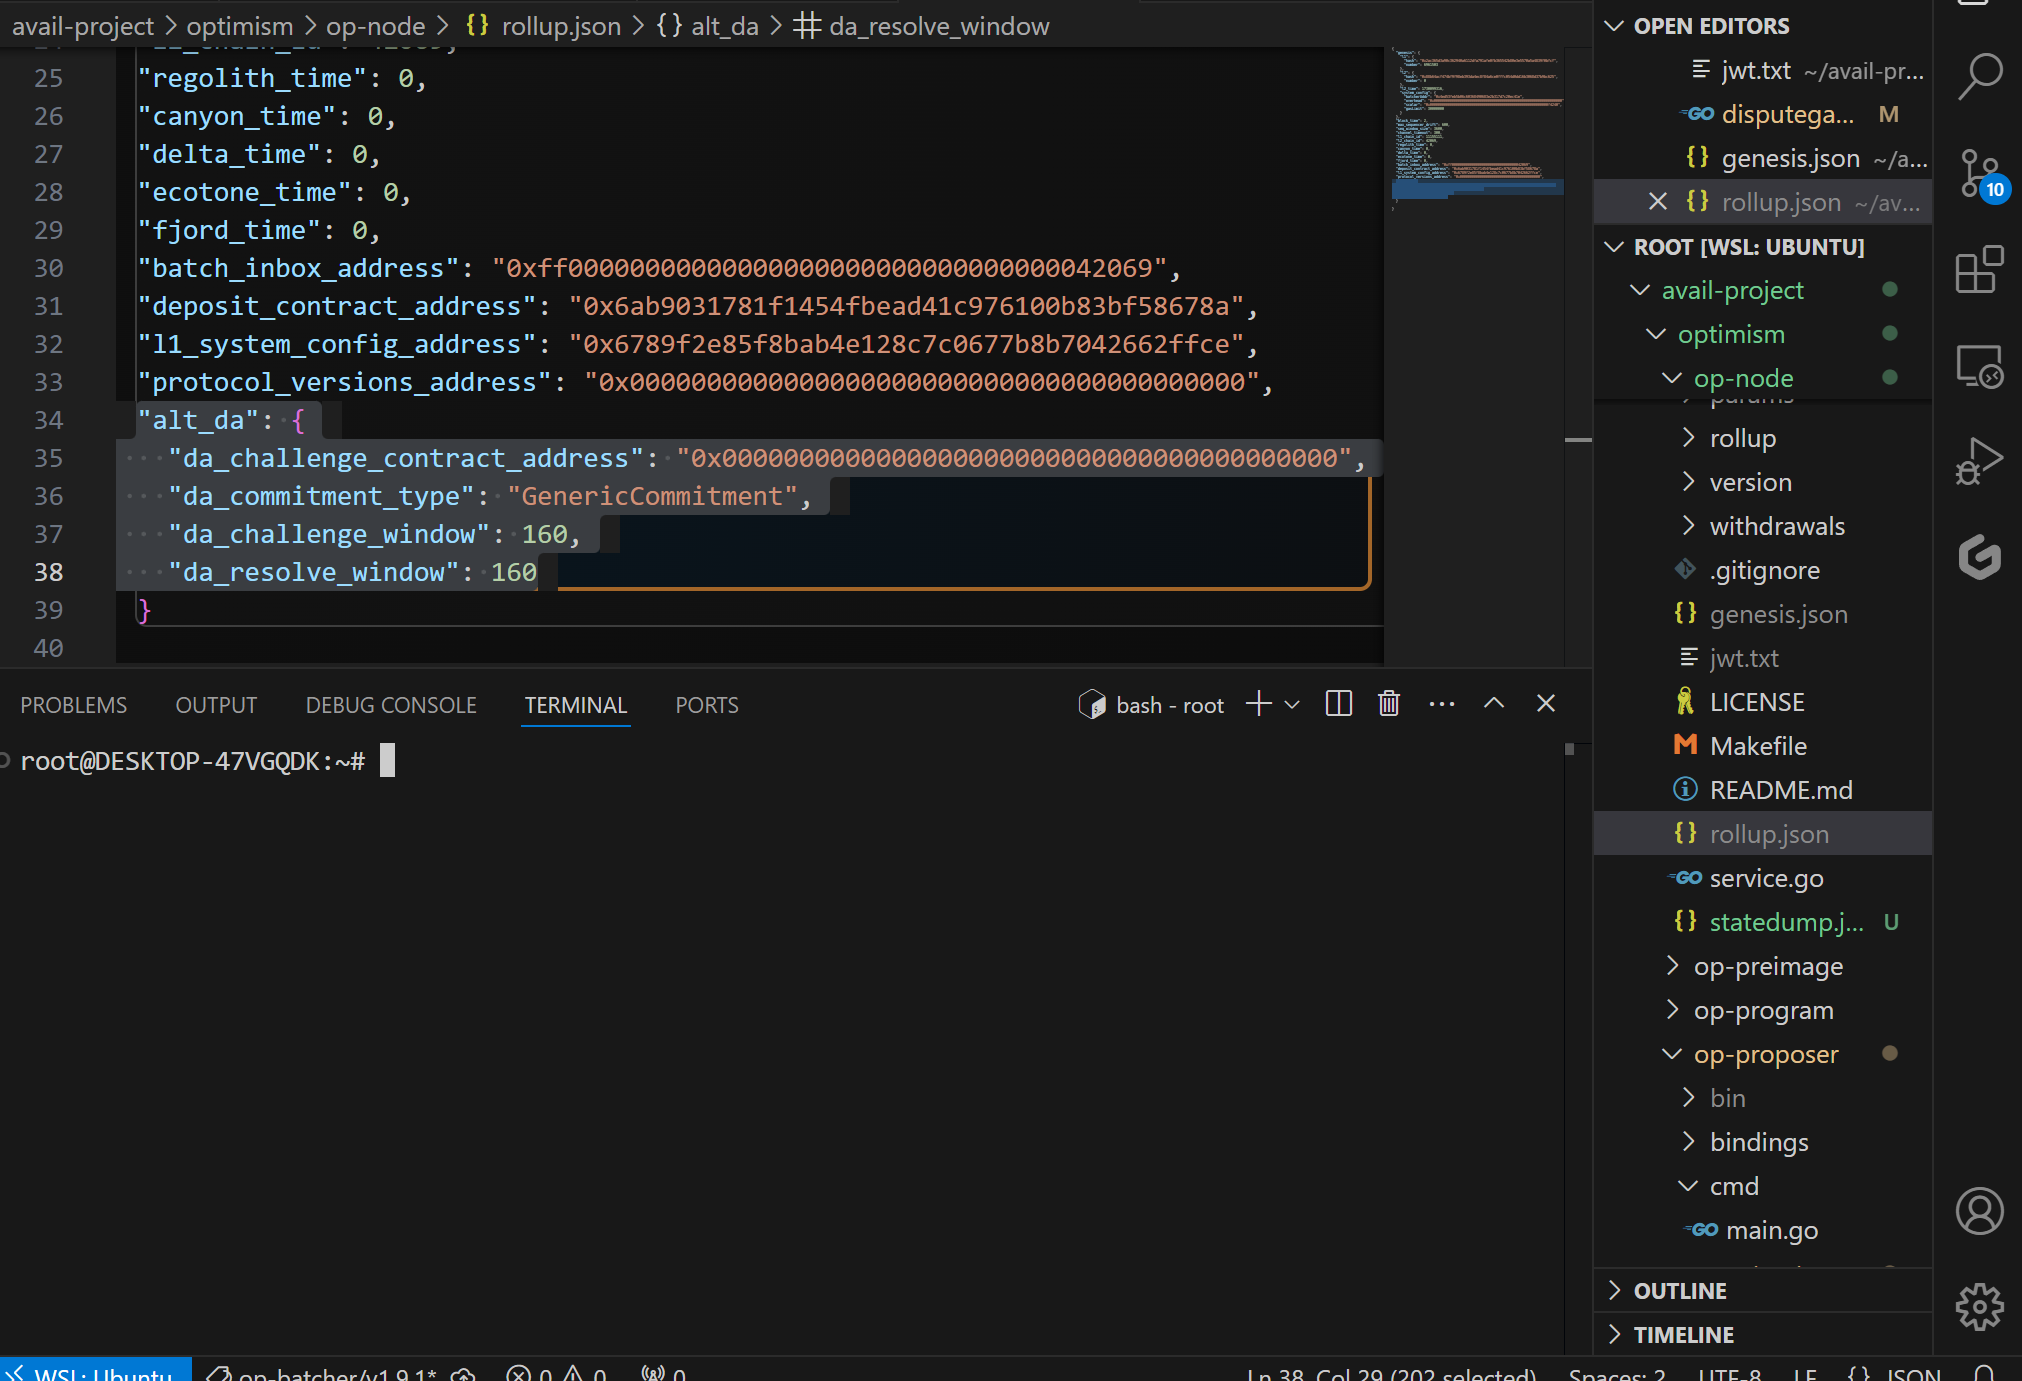 avail-project > optimism > op-node > {} rollup.json > {} alt_da > # da_resolve_window
25 "regolith_time": 0,
26 "canyon_time": 0,
27 "delta_time": 0,
28 "ecotone_time": 0,
29 "fjord_time": 0,
30 "batch_inbox_address": "0xff00000000000000000000000000000000042069",
31 "deposit_contract_address": "0x6ab9031781f1454fbead41c976100b83bf58678a",
32 "l1_system_config_address": "0x6789f2e85f8bab4e128c7c0677b8b7042662ffce",
33 "protocol_versions_address": "0x0000000000000000000000000000000000000000",
34 "alt_da": {
35 "da_challenge_contract_address": "0x0000000000000000000000000000000000000000",
36 "da_commitment_type": "GenericCommitment",
37 "da_challenge_window": 160,
38 "da_resolve_window": 160
39 }
40
PROBLEMS OUTPUT DEBUG CONSOLE TERMINAL PORTS
bash - root
root@DESKTOP-47VGQDK:~#
OPEN EDITORS
jwt.txt ~/avail-pr...
GO disputega... M
{} genesis.json ~/a...
{} rollup.json ~/av...
ROOT [WSL: UBUNTU]
avail-project
optimism
op-node
params
rollup
version
withdrawals
.gitignore
{} genesis.json
jwt.txt
LICENSE
Makefile
README.md
{} rollup.json
GO service.go
{} statedump.j... U
op-preimage
op-program
op-proposer
bin
bindings
cmd
GO main.go
OUTLINE
TIMELINE
10
WSL: Ubuntu op-batcher/v1.9.1* 0 0 0 Ln 38, Col 29 (202 selected) Spaces: 2 UTF-8 LF {} JSON